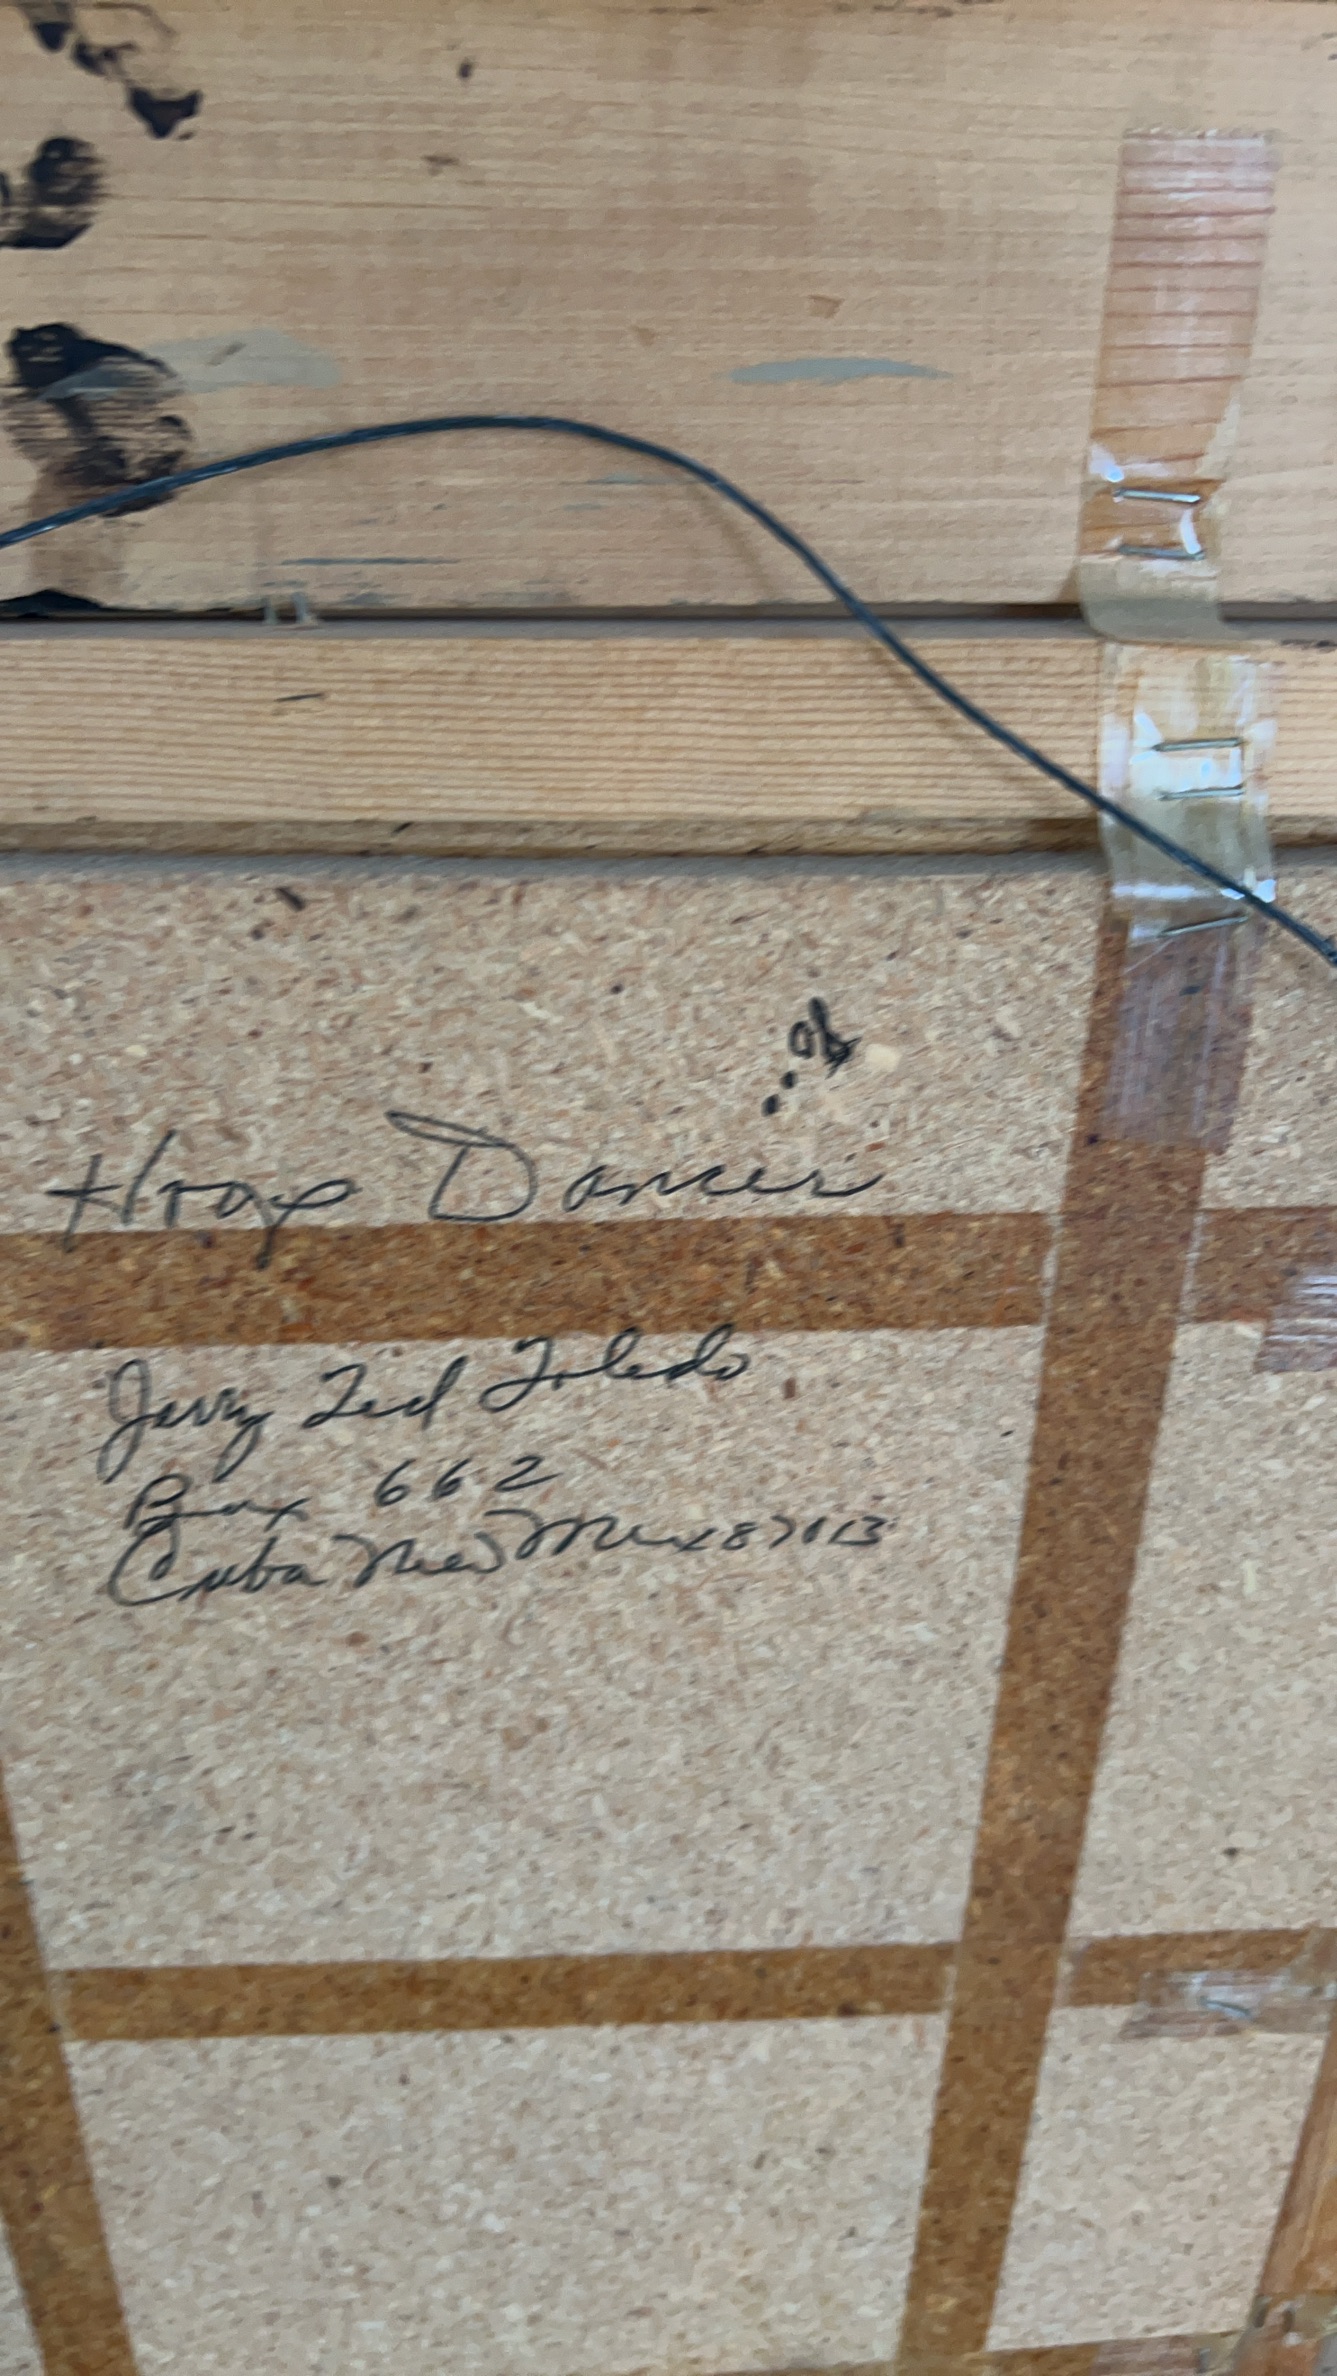 Hoop Dancer
Jerry Ted Toledo
Box 662
Cuba New Mex 87013